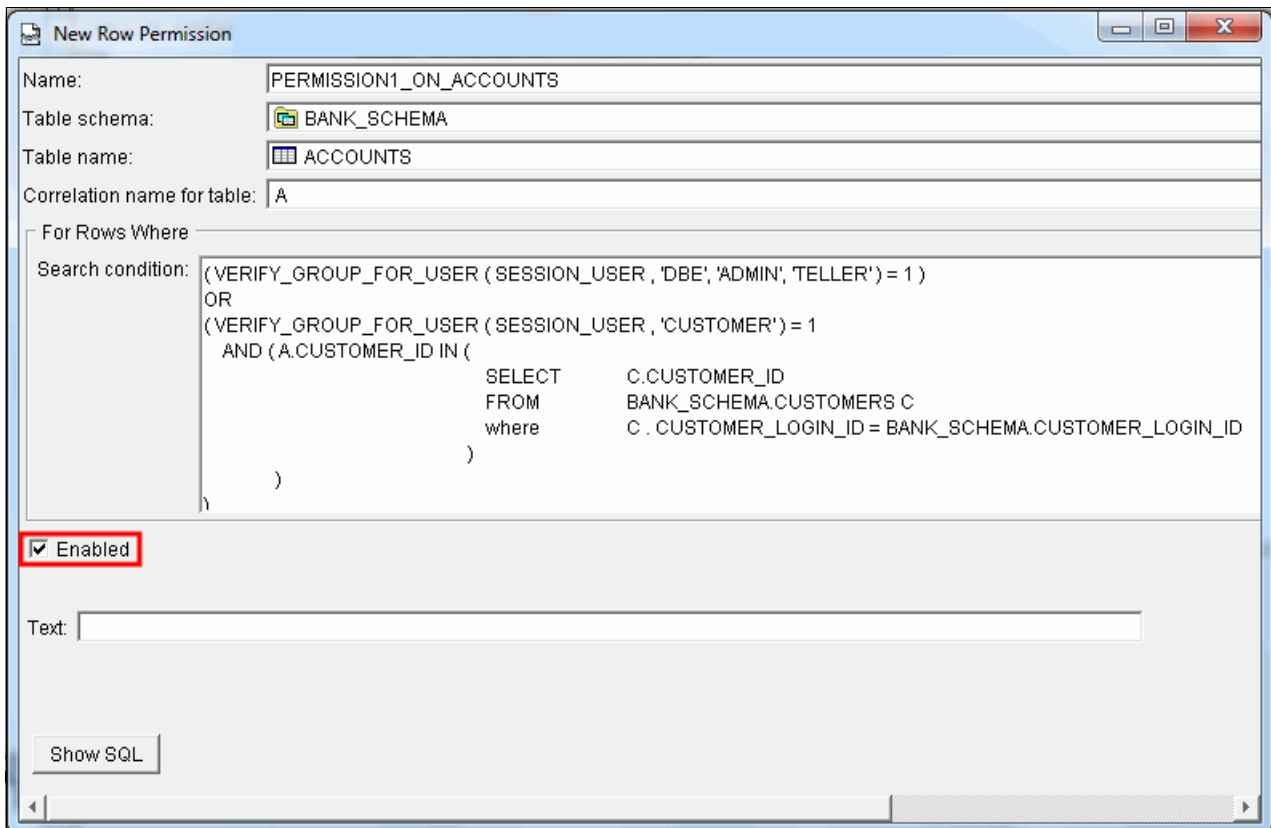 New Row Permission
Name: PERMISSION1_ON_ACCOUNTS
Table schema: BANK_SCHEMA
Table name: ACCOUNTS
Correlation name for table: A
For Rows Where
Search condition: ( VERIFY_GROUP_FOR_USER ( SESSION_USER , 'DBE', 'ADMIN', 'TELLER' ) = 1 )
OR
( VERIFY_GROUP_FOR_USER ( SESSION_USER , 'CUSTOMER' ) = 1
AND ( A.CUSTOMER_ID IN (
SELECT C.CUSTOMER_ID
FROM BANK_SCHEMA.CUSTOMERS C
where C . CUSTOMER_LOGIN_ID = BANK_SCHEMA.CUSTOMER_LOGIN_ID
)
)
)
Enabled
Text:
Show SQL